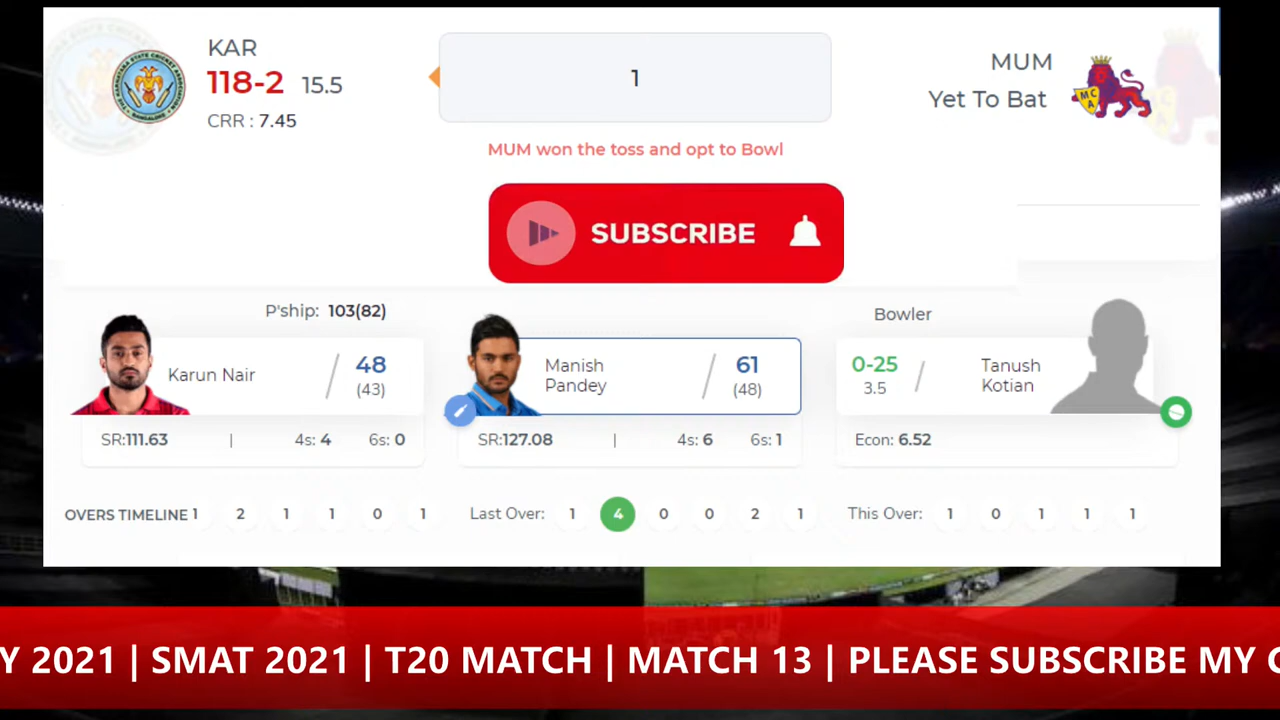 KAR
118-2 15.5
CRR : 7.45
1
MUM won the toss and opt to Bowl
MUM
Yet To Bat
MCA
SUBSCRIBE
P'ship: 103(82)
Karun Nair / 48 (43)
SR:111.63 | 4s: 4 6s: 0
Manish Pandey / 61 (48)
SR:127.08 | 4s: 6 6s: 1
Bowler
0-25 3.5 / Tanush Kotian
Econ: 6.52
OVERS TIMELINE 1 2 1 1 0 1 Last Over: 1 4 0 0 2 1 This Over: 1 0 1 1 1
Y 2021 | SMAT 2021 | T20 MATCH | MATCH 13 | PLEASE SUBSCRIBE MY C